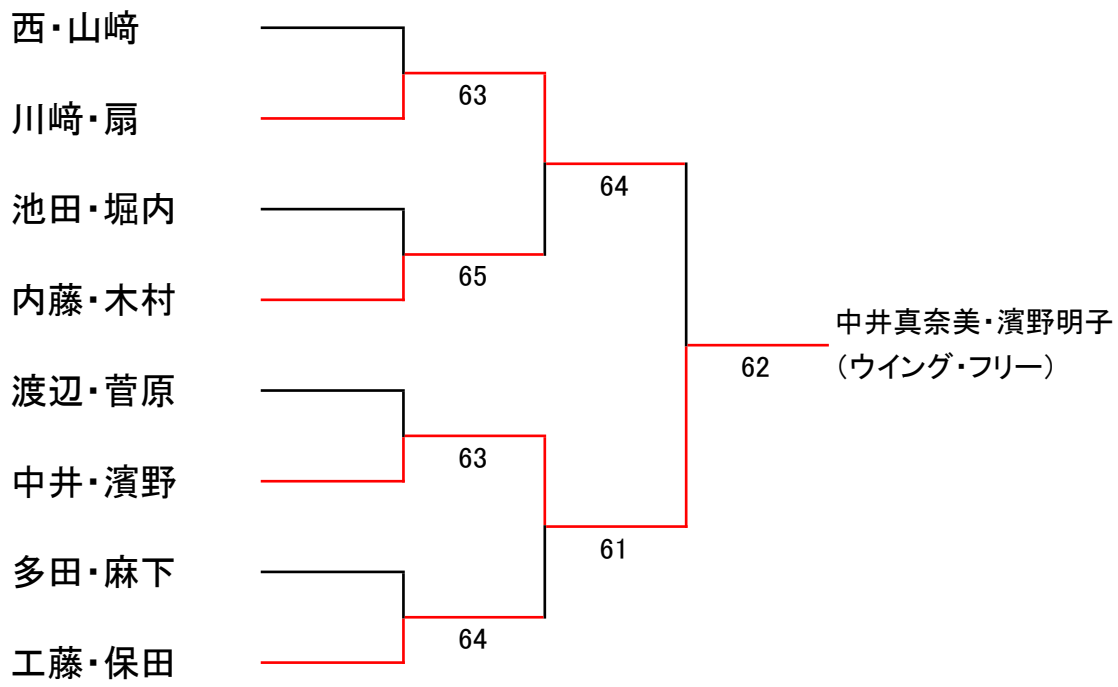 西・山﨑
63
川﨑・扇
64
池田・堀内
65
内藤・木村
中井真奈美・濱野明子
62
(ウイング・フリー)
渡辺・菅原
63
中井・濱野
61
多田・麻下
64
工藤・保田